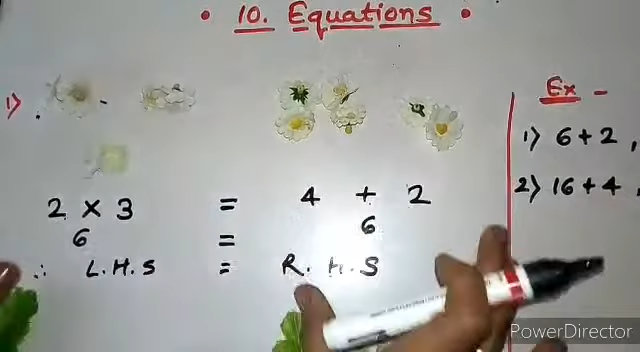 • 10. Equations •
1)
2 × 3 = 4 + 2
6 = 6
∴ L.H.S = R.H.S
Ex –
1) 6+2,
2) 16+4,
PowerDirector